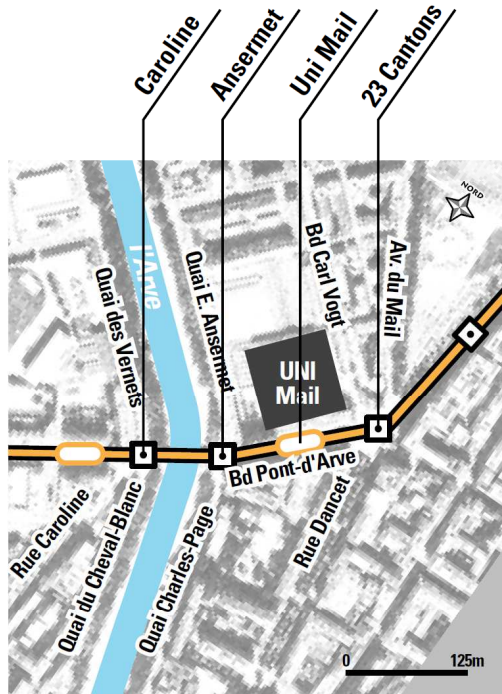 Caroline
Ansermet
Uni Mail
23 Cantons
NORD
l'Arve
Quai des Vernets
Quai E. Ansermet
Bd Carl Vogt
Av. du Mail
UNI
Mail
Bd Pont-d'Arve
Rue Caroline
Quai du Cheval-Blanc
Quai Charles-Page
Rue Dancet
0
125m